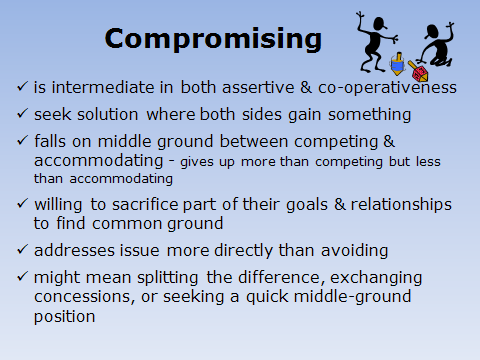 Compromising
✓ is intermediate in both assertive & co-operativeness
✓ seek solution where both sides gain something
✓ falls on middle ground between competing &
accommodating - gives up more than competing but less
than accommodating
✓ willing to sacrifice part of their goals & relationships
to find common ground
✓ addresses issue more directly than avoiding
✓ might mean splitting the difference, exchanging
concessions, or seeking a quick middle-ground
position